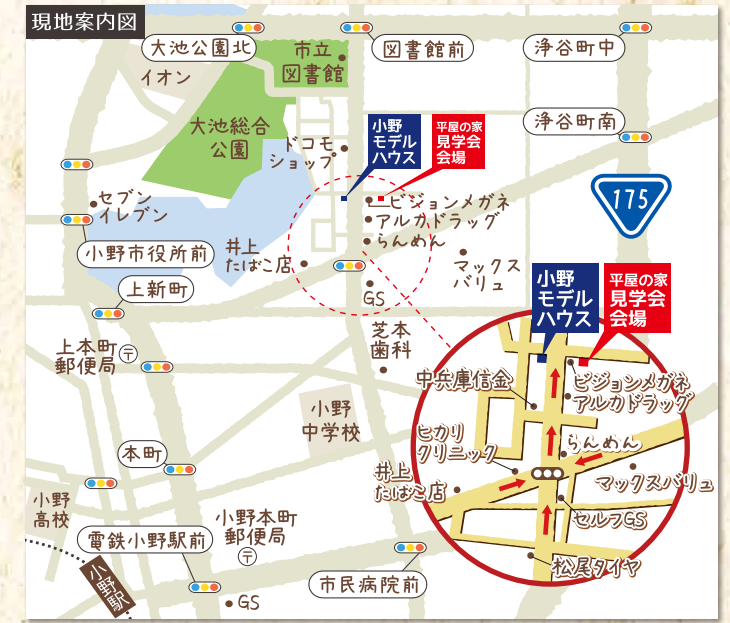 現地案内図
大池公園北
図書館前
浄谷町中
市立
図書館
イオン
大池総合
公園
浄谷町南
ドコモ
ショップ
小野
モデル
ハウス
平屋の家
見学会
会場
175
セブン
イレブン
ビジョンメガネ
アルカドラッグ
らんめん
小野市役所前
井上
たばこ店
マックス
バリュ
上新町
GS
芝本
歯科
上本町
郵便局
〒
小野
モデル
ハウス
平屋の家
見学会
会場
中兵庫信金
ビジョンメガネ
アルカドラッグ
小野
中学校
ヒカリ
クリニック
らんめん
本町
井上
たばこ店
マックスバリュ
小野
高校
セルフGS
小野本町
郵便局
〒
電鉄小野駅前
松尾タイヤ
小野駅
市民病院前
GS